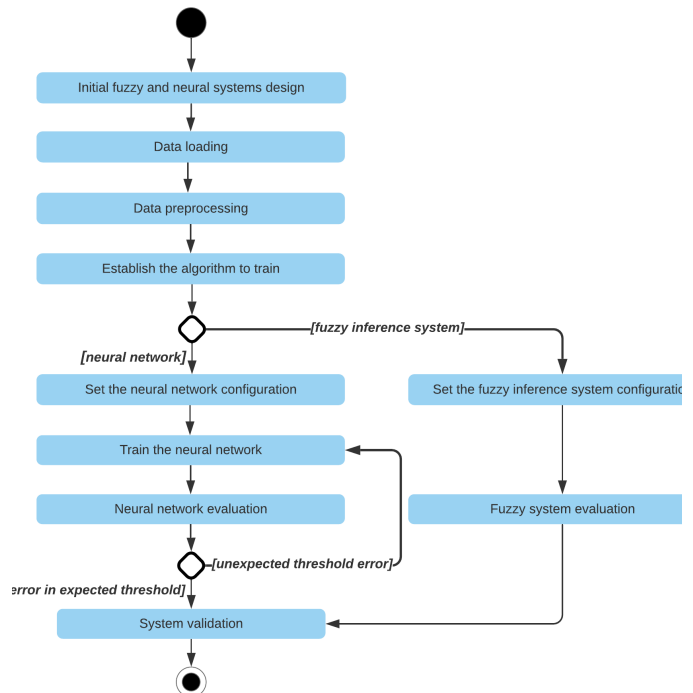 Initial fuzzy and neural systems design
Data loading
Data preprocessing
Establish the algorithm to train
[fuzzy inference system]
[neural network]
Set the neural network configuration
Set the fuzzy inference system
Train the neural network
Neural network evaluation
Fuzzy system evaluation
[unexpected threshold error]
error in expected threshold]
System validation